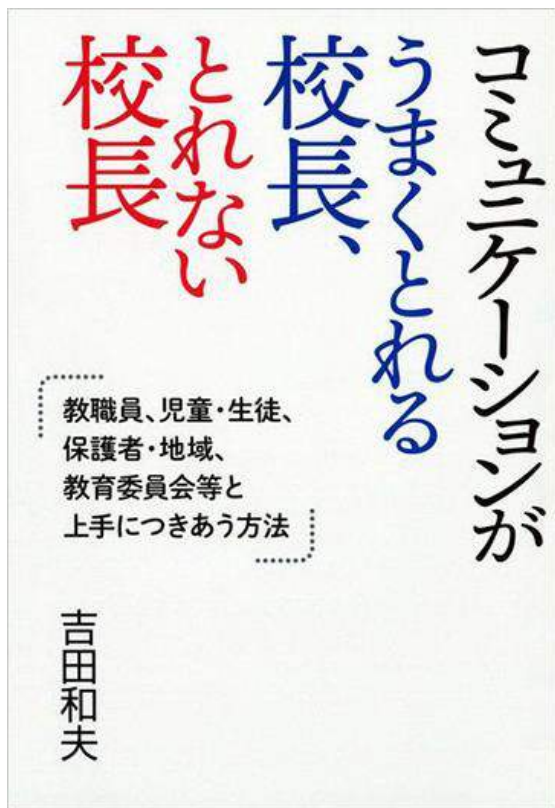 コミュニケーションが
うまくとれる
校長、
とれない
校長
教職員、児童・生徒、
保護者・地域、
教育委員会等と
上手につきあう方法
吉田和夫